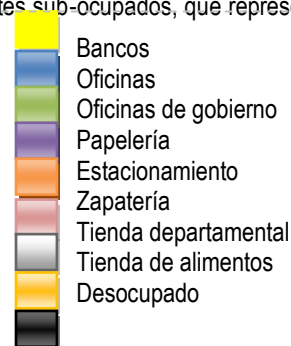 tes sub-ocupados, que repres
Bancos
Oficinas
Oficinas de gobierno
Papelería
Estacionamiento
Zapatería
Tienda departamental
Tienda de alimentos
Desocupado